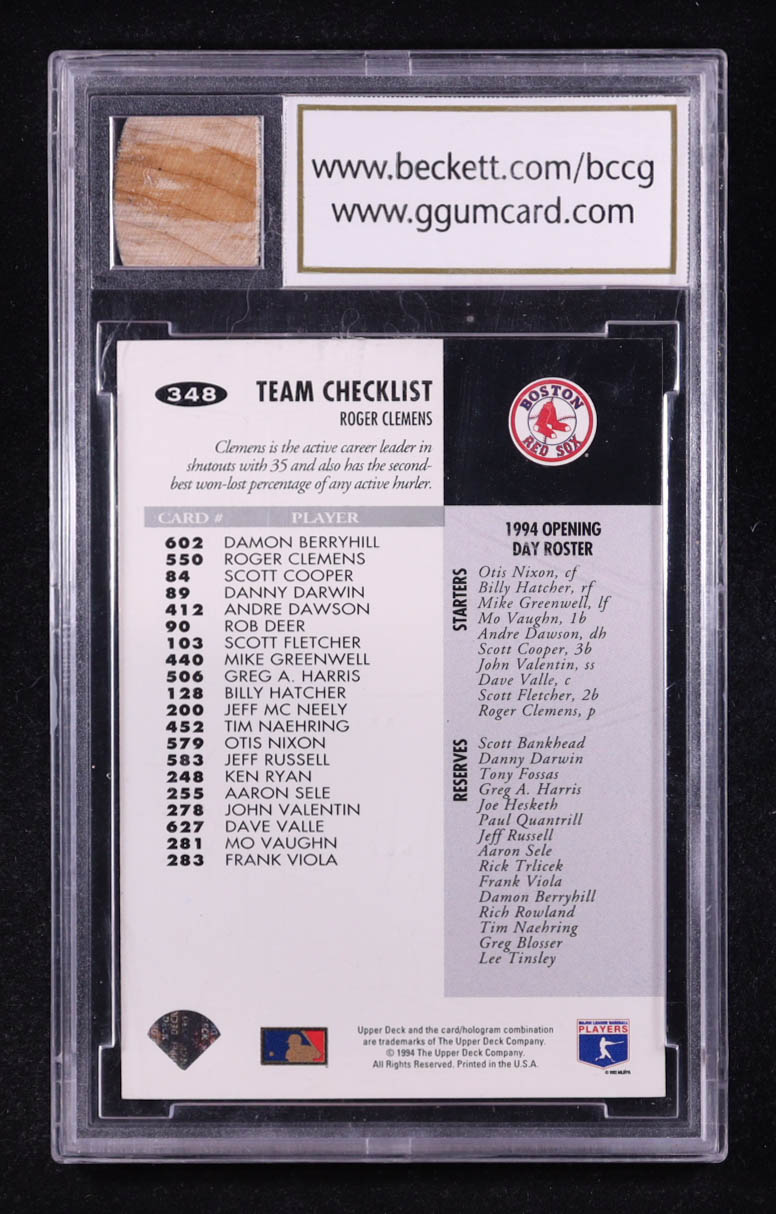 www.beckett.com/bccg
www.ggumcard.com
348 TEAM CHECKLIST
ROGER CLEMENS
Clemens is the active career leader in
shutouts with 35 and also has the second-
best won-lost percentage of any active hurler.
CARD # PLAYER
602 DAMON BERRYHILL
550 ROGER CLEMENS
84 SCOTT COOPER
89 DANNY DARWIN
412 ANDRE DAWSON
90 ROB DEER
103 SCOTT FLETCHER
440 MIKE GREENWELL
506 GREG A. HARRIS
128 BILLY HATCHER
200 JEFF MC NEELY
452 TIM NAEHRING
579 OTIS NIXON
583 JEFF RUSSELL
248 KEN RYAN
255 AARON SELE
278 JOHN VALENTIN
627 DAVE VALLE
281 MO VAUGHN
283 FRANK VIOLA
BOSTON
RED SOX
1994 OPENING
DAY ROSTER
STARTERS
Otis Nixon, cf
Billy Hatcher, rf
Mike Greenwell, lf
Mo Vaughn, 1b
Andre Dawson, dh
Scott Cooper, 3b
John Valentin, ss
Dave Valle, c
Scott Fletcher, 2b
Roger Clemens, p
RESERVES
Scott Bankhead
Danny Darwin
Tony Fossas
Greg A. Harris
Joe Hesketh
Paul Quantrill
Jeff Russell
Aaron Sele
Rick Trlicek
Frank Viola
Damon Berryhill
Rich Rowland
Tim Naehring
Greg Blosser
Lee Tinsley
Upper Deck and the card/hologram combination
are trademarks of The Upper Deck Company.
© 1994 The Upper Deck Company.
All Rights Reserved. Printed in the U.S.A.
MAJOR LEAGUE BASEBALL
PLAYERS